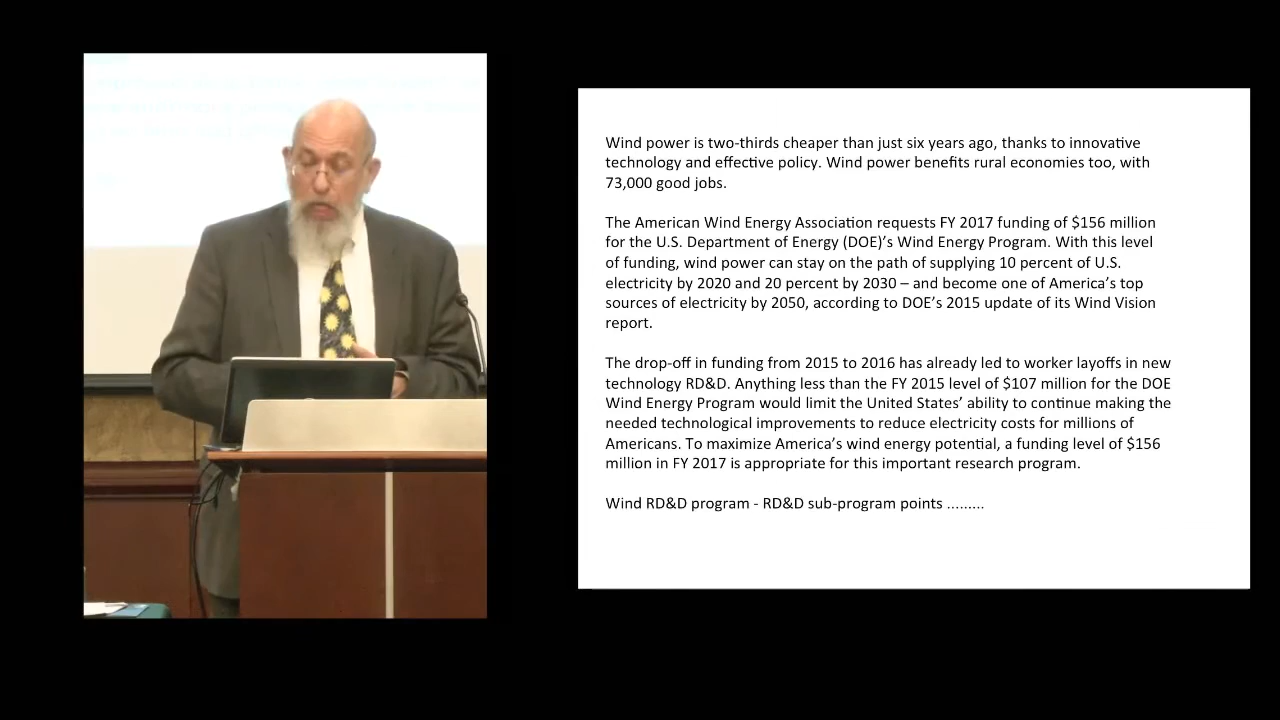 Wind power is two-thirds cheaper than just six years ago, thanks to innovative
technology and effective policy. Wind power benefits rural economies too, with
73,000 good jobs.
The American Wind Energy Association requests FY 2017 funding of $156 million
for the U.S. Department of Energy (DOE)’s Wind Energy Program. With this level
of funding, wind power can stay on the path of supplying 10 percent of U.S.
electricity by 2020 and 20 percent by 2030 – and become one of America’s top
sources of electricity by 2050, according to DOE’s 2015 update of its Wind Vision
report.
The drop-off in funding from 2015 to 2016 has already led to worker layoffs in new
technology RD&D. Anything less than the FY 2015 level of $107 million for the DOE
Wind Energy Program would limit the United States’ ability to continue making the
needed technological improvements to reduce electricity costs for millions of
Americans. To maximize America’s wind energy potential, a funding level of $156
million in FY 2017 is appropriate for this important research program.
Wind RD&D program - RD&D sub-program points .........